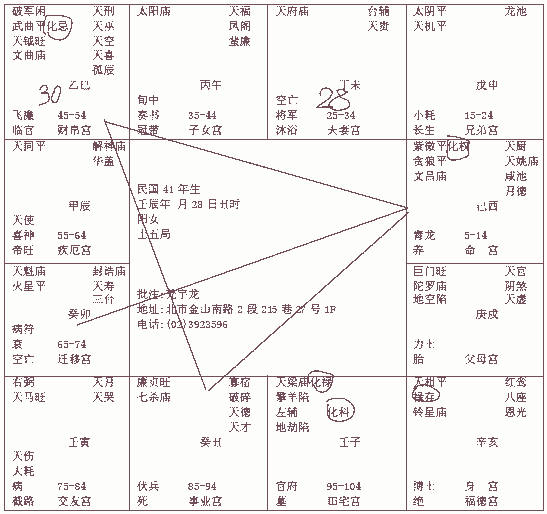 破军闲 天刑
武曲平化忌 天巫
天钺旺 天空
文曲庙 天喜
孤辰
乙巳
30
飞廉 45-54
临官 财帛宫
太阳庙 天福
凤阁
蜚廉
丙午
旬中
奏书 35-44
冠带 子女宫
天府庙 台辅
天贵
丁未
空亡 28
将军 25-34
沐浴 夫妻宫
太阴平 龙池
天机平
戊申
小耗 15-24
长生 兄弟宫
天同平 解神庙
华盖
甲辰
天使
喜神 55-64
帝旺 疾厄宫
民国 41 年生
壬辰年 月 28 日 时
阴女
土五局
批注: 宇龙
地址:北市金山南路 2 段 215 巷 27 号 1F
电话:(02)3923596
紫微平化权 天厨
贪狼平 天姚庙
文昌庙 咸池
月德
己酉
青龙 5-14
养 命 宫
天魁庙 封诰庙
火星平 天寿
三台
癸卯
病符
衰 65-74
空亡 迁移宫
巨门旺 天官
陀罗庙 阴煞
地空陷 天虚
庚戌
力士
胎 父母宫
右弼 天月
天马旺 天哭
壬寅
天伤
大耗
病 75-84
截路 交友宫
廉贞旺 寡宿
七杀庙 破碎
天德
天才
癸丑
伏兵 85-94
死 事业宫
天梁庙化禄
擎羊陷
左辅 化科
地劫陷
壬子
官府 95-104
墓 田宅宫
天相平 红鸾
禄存 八座
铃星庙 恩光
辛亥
博士 身 宫
绝 福德宫